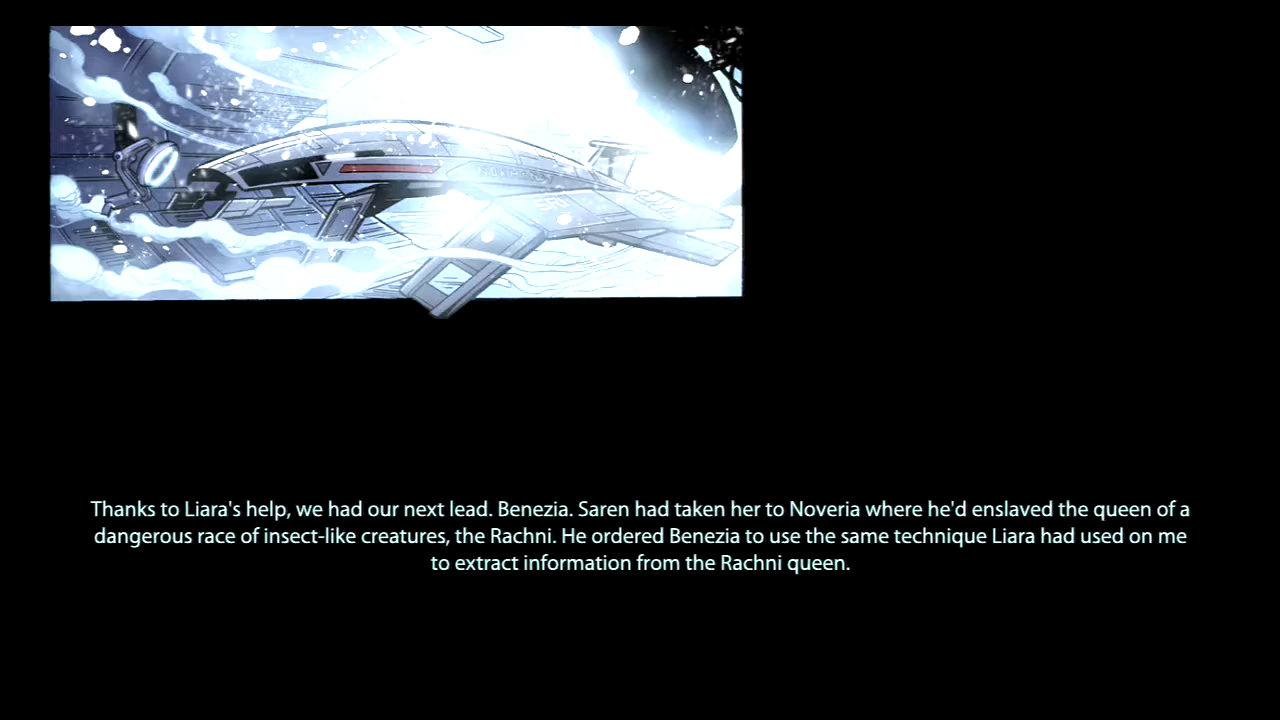 NORMANDY
SR1
Thanks to Liara's help, we had our next lead. Benezia. Saren had taken her to Noveria where he'd enslaved the queen of a
dangerous race of insect-like creatures, the Rachni. He ordered Benezia to use the same technique Liara had used on me
to extract information from the Rachni queen.